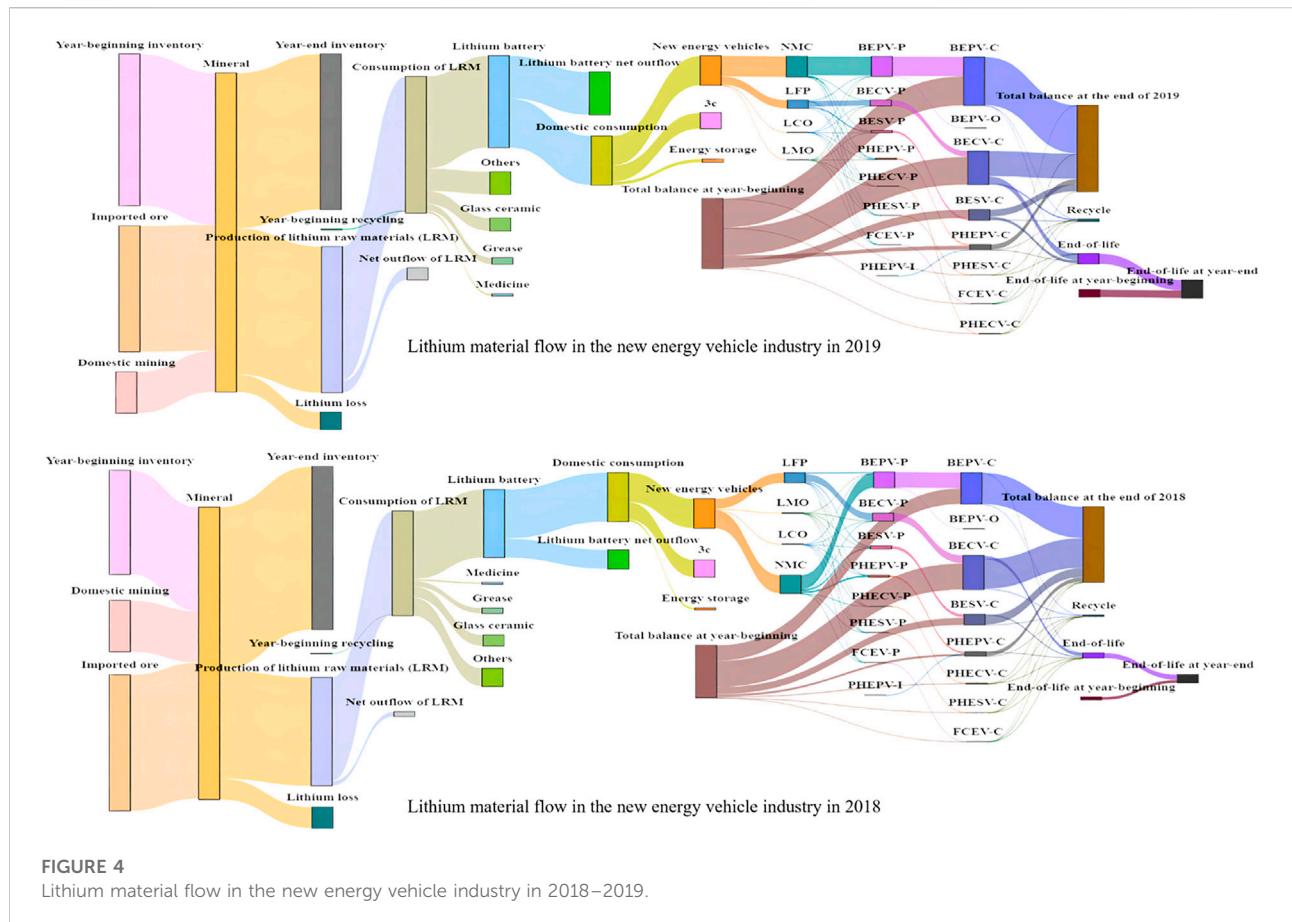 Year-beginning inventory
Year-end inventory
Mineral
Lithium battery
Consumption of LRM
Lithium battery net outflow
New energy vehicles
NMC
BEPV-P
BEPV-C
LFP
BECV-P
Total balance at the end of 2019
3c
LCO
BESV-P
BEPV-O
Domestic consumption
LMO
PHEPV-P
BECV-C
Energy storage
PHECV-P
Others
Total balance at year-beginning
BESV-C
Imported ore
Year-beginning recycling
Glass ceramic
PHESV-P
Recycle
Production of lithium raw materials (LRM)
FCEV-P
PHEPV-C
End-of-life
Grease
Net outflow of LRM
PHEPV-I
PHESV-C
End-of-life at year-end
End-of-life at year-beginning
Medicine
FCEV-C
PHECV-C
Domestic mining
Lithium loss
Lithium material flow in the new energy vehicle industry in 2019
Year-beginning inventory
Year-end inventory
Mineral
Lithium battery
Domestic consumption
Consumption of LRM
New energy vehicles
LFP
BEPV-P
BEPV-C
Total balance at the end of 2018
LMO
BECV-P
BEPV-O
Lithium battery net outflow
3c
LCO
BESV-P
BECV-C
Medicine
NMC
PHEPV-P
Domestic mining
Grease
Energy storage
PHECV-P
BESV-C
Recycle
Glass ceramic
PHESV-P
Year-beginning recycling
Total balance at year-beginning
PHEPV-C
End-of-life
Imported ore
Production of lithium raw materials (LRM)
Others
FCEV-P
PHECV-C
End-of-life at year-end
Net outflow of LRM
PHEPV-I
PHESV-C
End-of-life at year-beginning
FCEV-C
Lithium loss
Lithium material flow in the new energy vehicle industry in 2018
FIGURE 4
Lithium material flow in the new energy vehicle industry in 2018–2019.